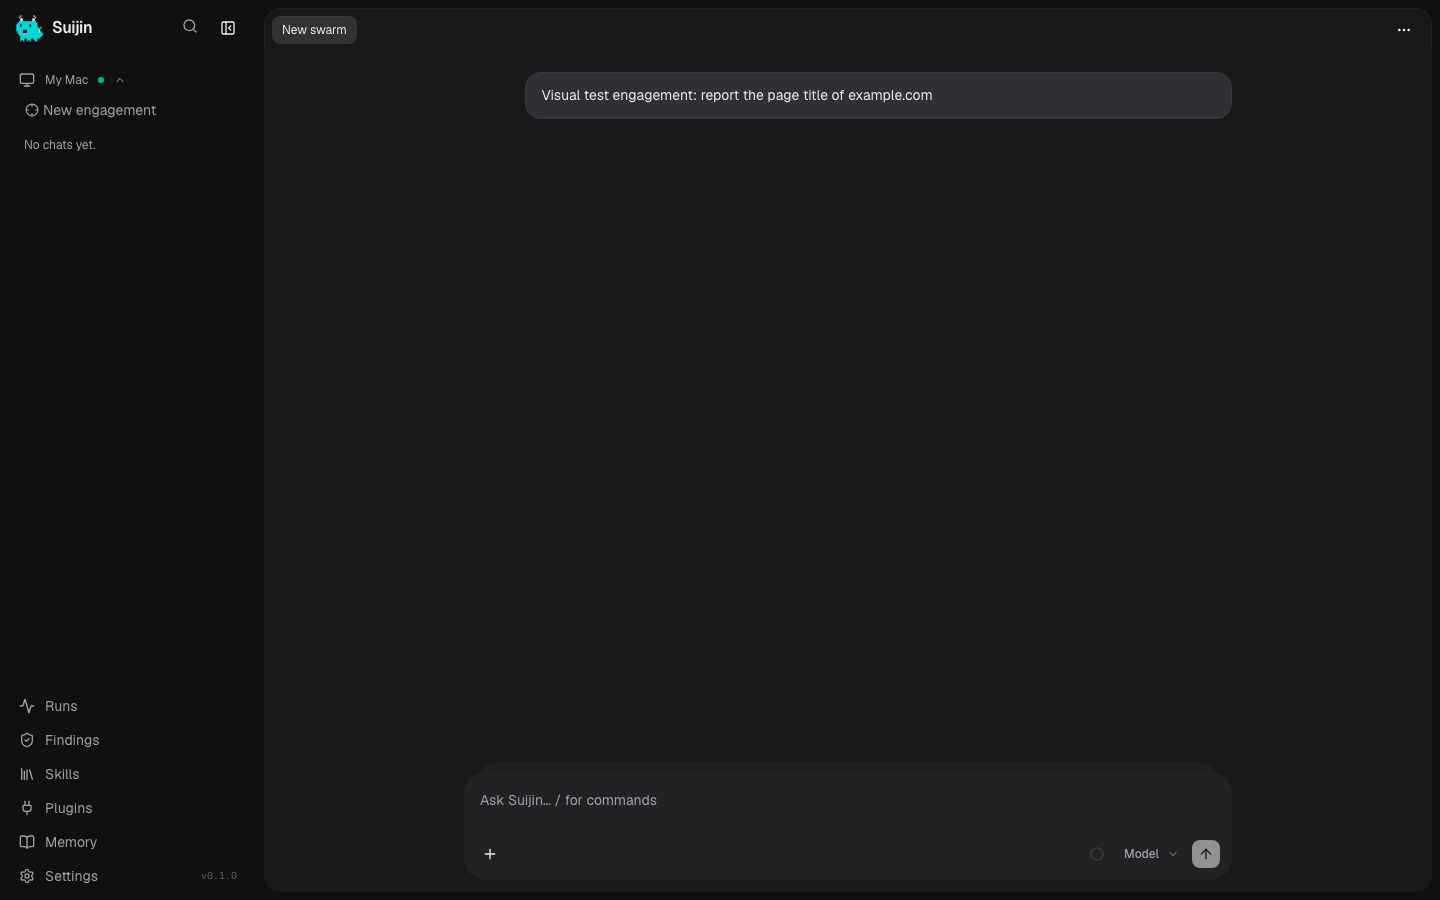 Suijin
New swarm
My Mac
New engagement
No chats yet.
Visual test engagement: report the page title of example.com
Runs
Findings
Skills
Plugins
Memory
Settings
v0.1.0
Ask Suijin… / for commands
Model